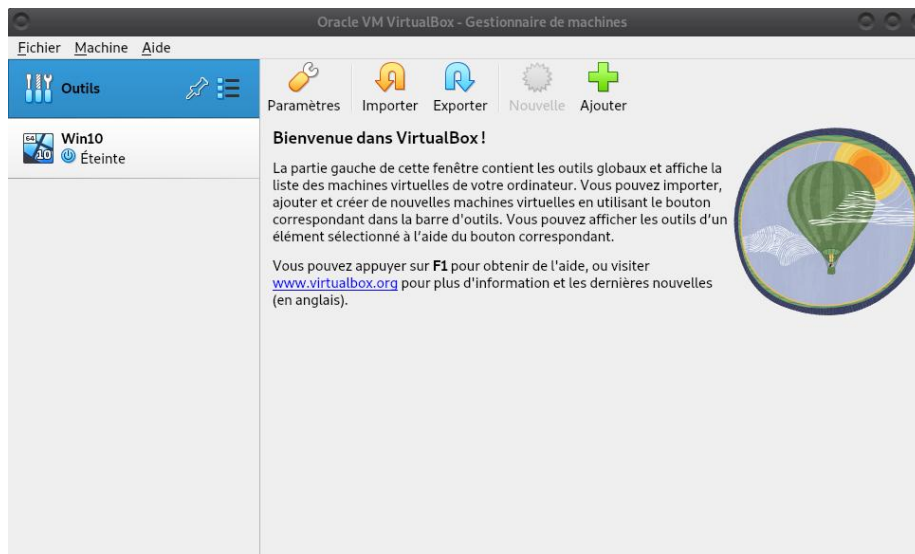 Oracle VM VirtualBox - Gestionnaire de machines
Fichier Machine Aide
Outils
Paramètres Importer Exporter Nouvelle Ajouter
64
10
Win10
Éteinte
Bienvenue dans VirtualBox !
La partie gauche de cette fenêtre contient les outils globaux et affiche la
liste des machines virtuelles de votre ordinateur. Vous pouvez importer,
ajouter et créer de nouvelles machines virtuelles en utilisant le bouton
correspondant dans la barre d'outils. Vous pouvez afficher les outils d'un
élément sélectionné à l'aide du bouton correspondant.
Vous pouvez appuyer sur F1 pour obtenir de l'aide, ou visiter
www.virtualbox.org pour plus d'information et les dernières nouvelles
(en anglais).